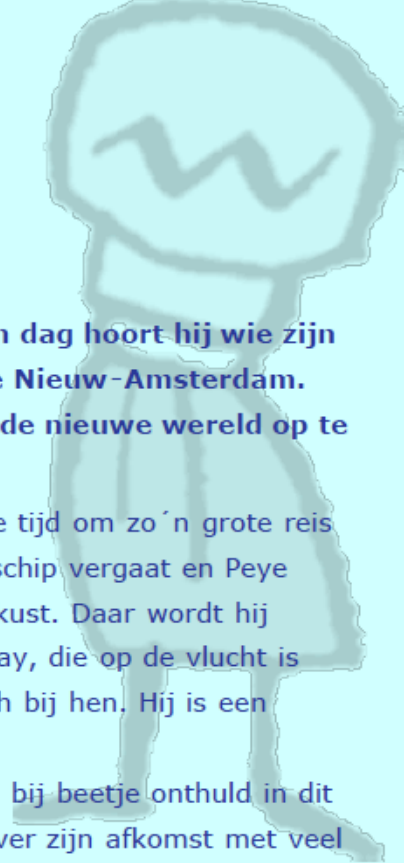 dag hoort hij wie zijn
Nieuw-Amsterdam.
de nieuwe wereld op te
tijd om zo´n grote reis
schip vergaat en Peye
kust. Daar wordt hij
die op de vlucht is
bij hen. Hij is een
bij beetje onthuld in dit
zijn afkomst met veel